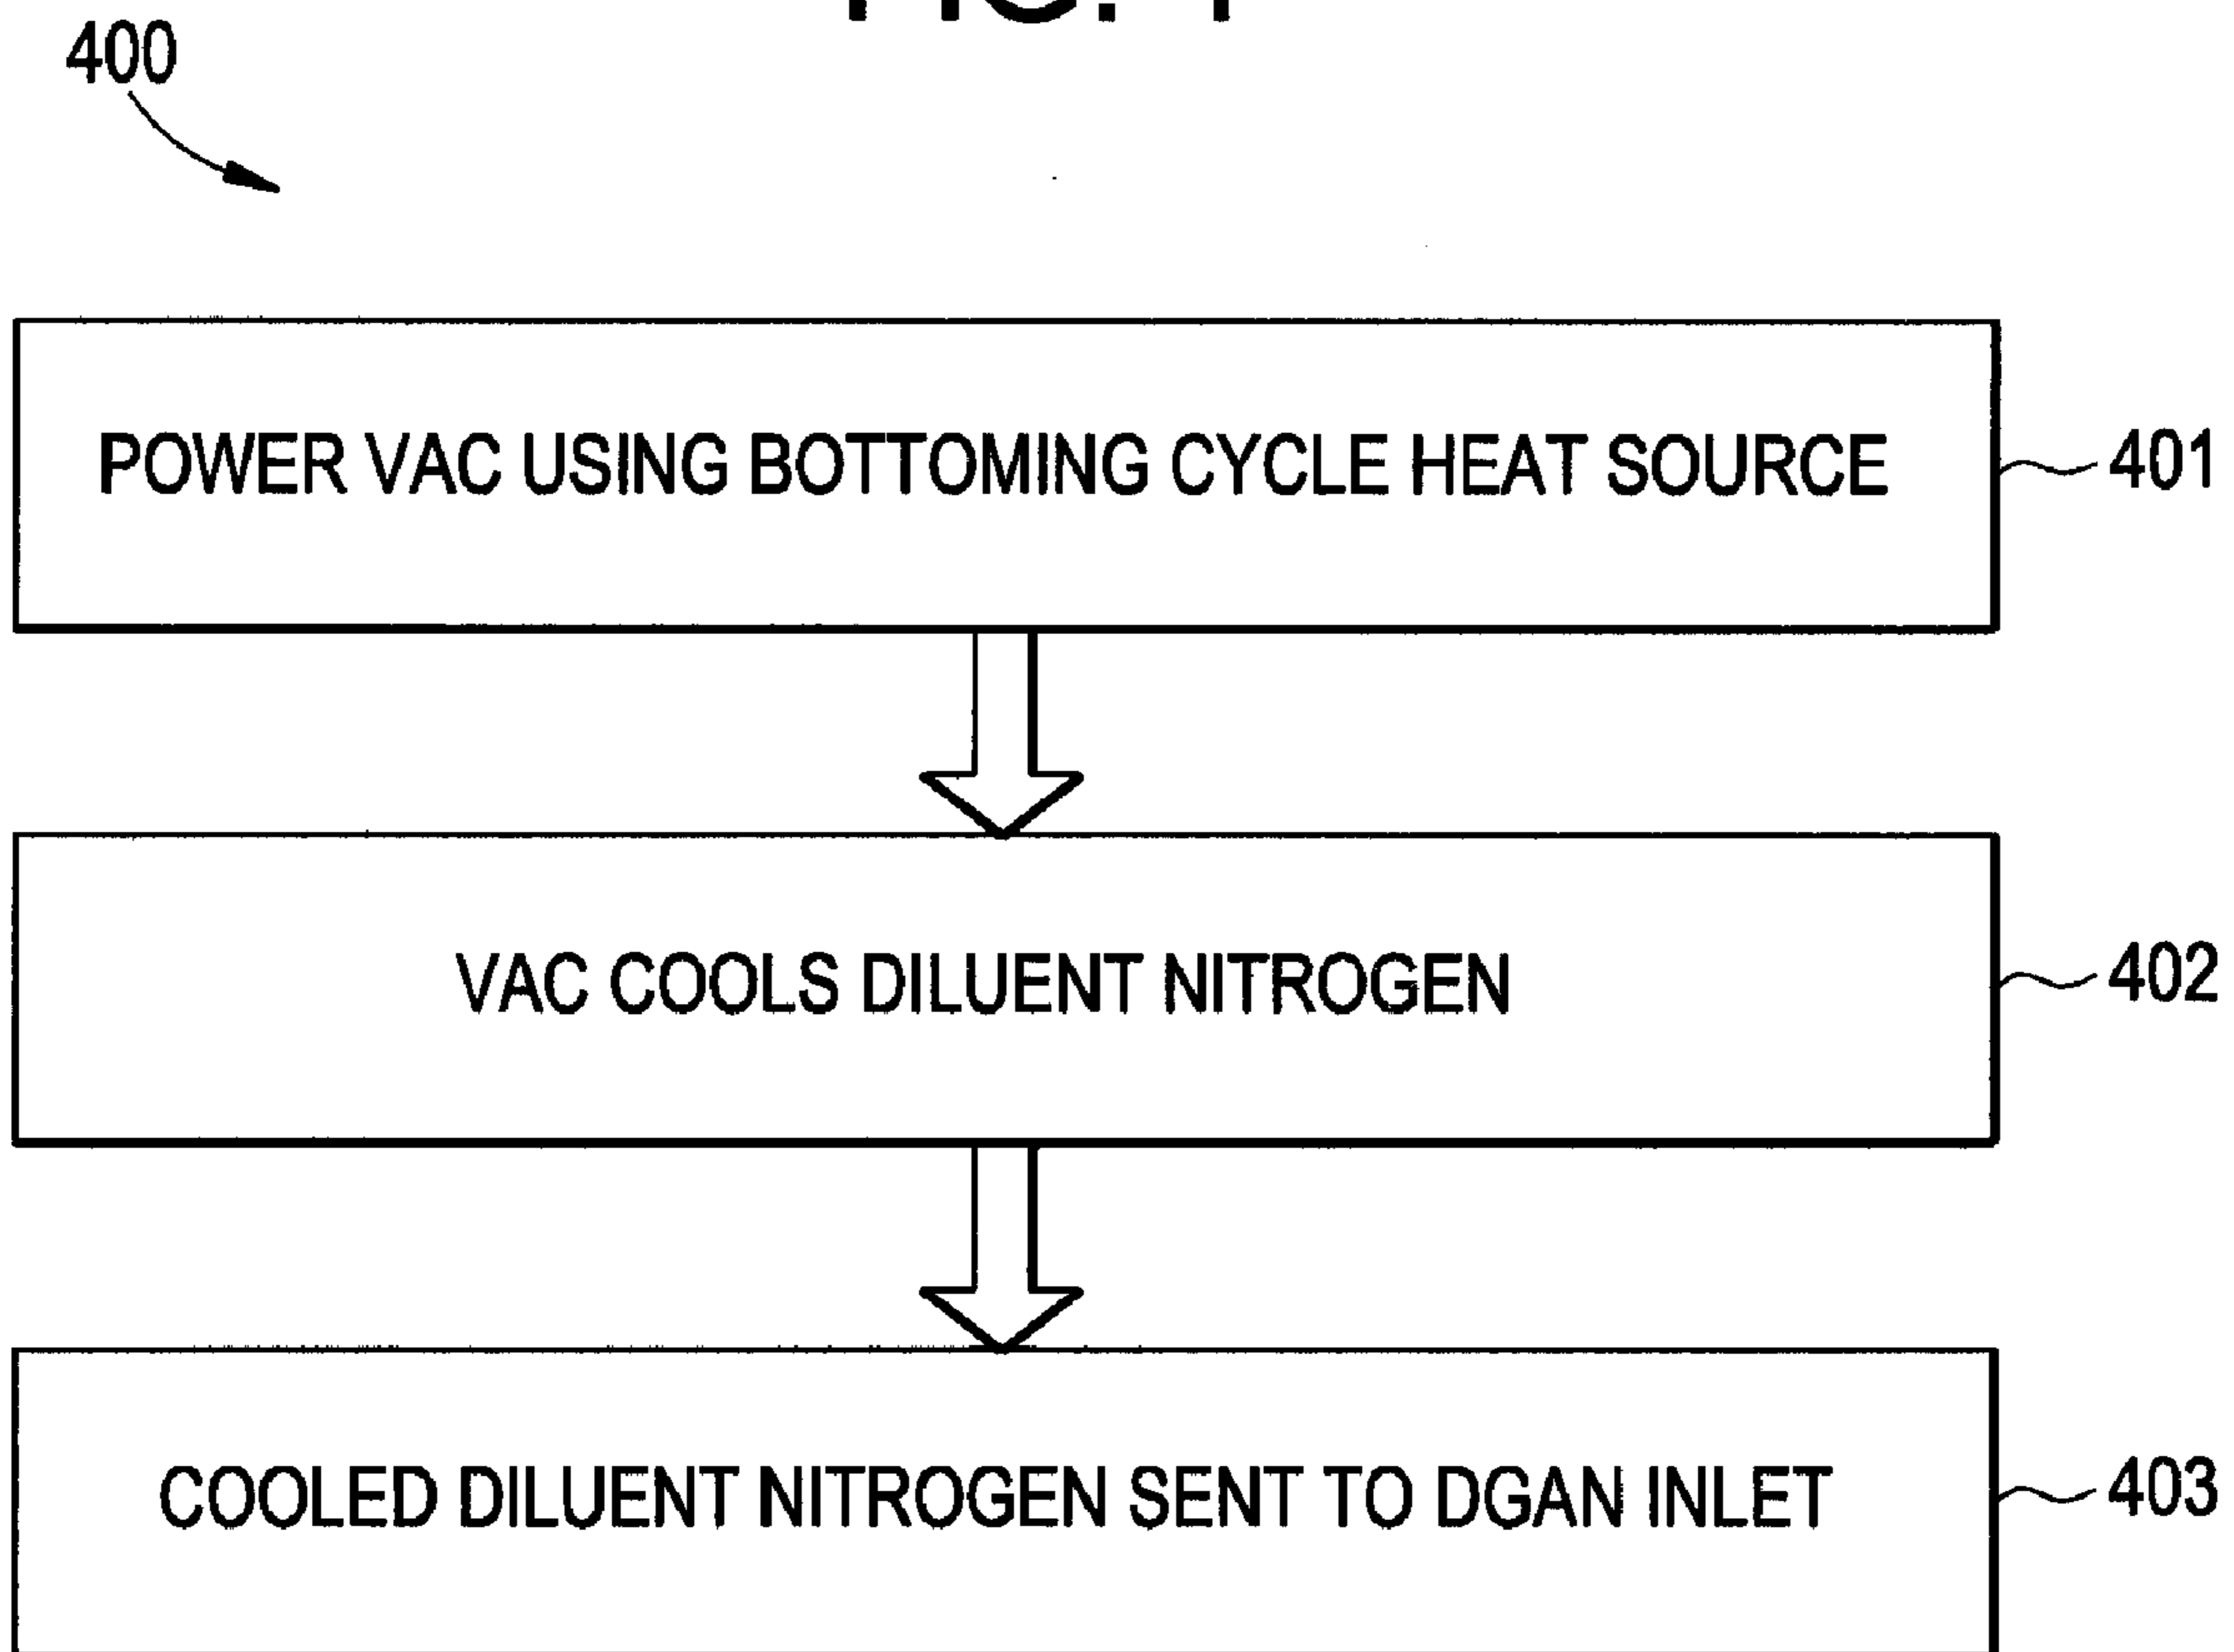 400
POWER VAC USING BOTTOMING CYCLE HEAT SOURCE
401
VAC COOLS DILUENT NITROGEN
402
COOLED DILUENT NITROGEN SENT TO DGAN INLET
403